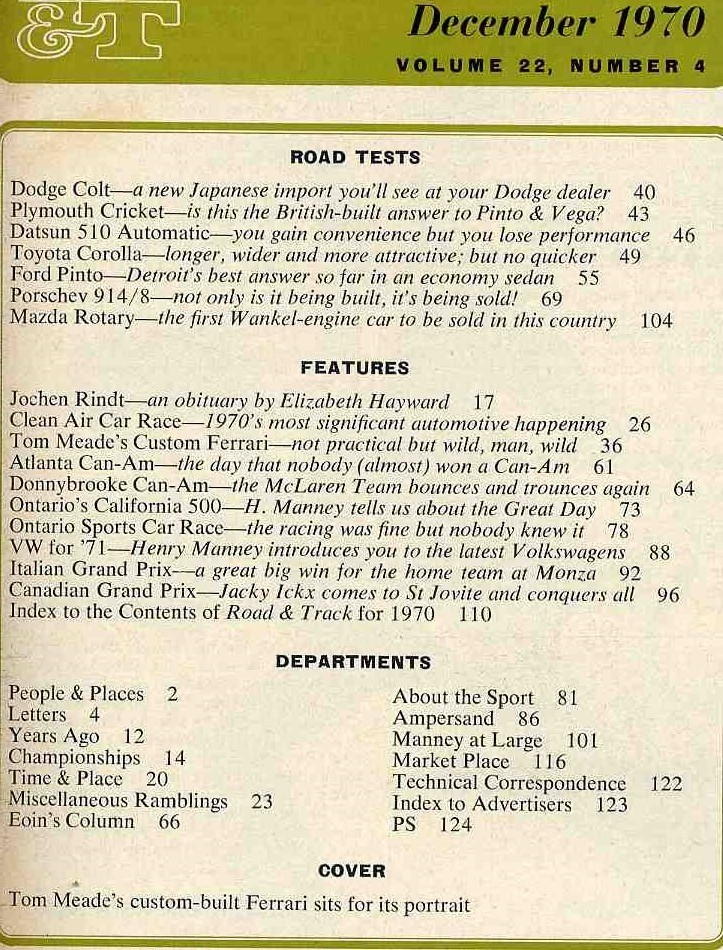 &T
December 1970
VOLUME 22, NUMBER 4
ROAD TESTS
Dodge Colt—a new Japanese import you'll see at your Dodge dealer 40
Plymouth Cricket—is this the British-built answer to Pinto & Vega? 43
Datsun 510 Automatic—you gain convenience but you lose performance 46
Toyota Corolla—longer, wider and more attractive; but no quicker 49
Ford Pinto—Detroit's best answer so far in an economy sedan 55
Porschev 914/8—not only is it being built, it's being sold! 69
Mazda Rotary—the first Wankel-engine car to be sold in this country 104
FEATURES
Jochen Rindt—an obituary by Elizabeth Hayward 17
Clean Air Car Race—1970's most significant automotive happening 26
Tom Meade's Custom Ferrari—not practical but wild, man, wild 36
Atlanta Can-Am—the day that nobody (almost) won a Can-Am 61
Donnybrooke Can-Am—the McLaren Team bounces and trounces again 64
Ontario's California 500—H. Manney tells us about the Great Day 73
Ontario Sports Car Race—the racing was fine but nobody knew it 78
VW for '71—Henry Manney introduces you to the latest Volkswagens 88
Italian Grand Prix—a great big win for the home team at Monza 92
Canadian Grand Prix—Jacky Ickx comes to St Jovite and conquers all 96
Index to the Contents of Road & Track for 1970 110
DEPARTMENTS
People & Places 2
Letters 4
Years Ago 12
Championships 14
Time & Place 20
Miscellaneous Ramblings 23
Eoin's Column 66
About the Sport 81
Ampersand 86
Manney at Large 101
Market Place 116
Technical Correspondence 122
Index to Advertisers 123
PS 124
COVER
Tom Meade's custom-built Ferrari sits for its portrait